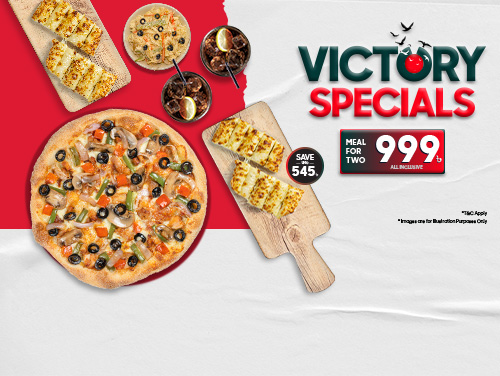 VICTORY
SPECIALS
MEAL
FOR
TWO
999৳
ALL INCLUSIVE
SAVE
545
*T&C Apply
*Images are for Illustration Purposes Only